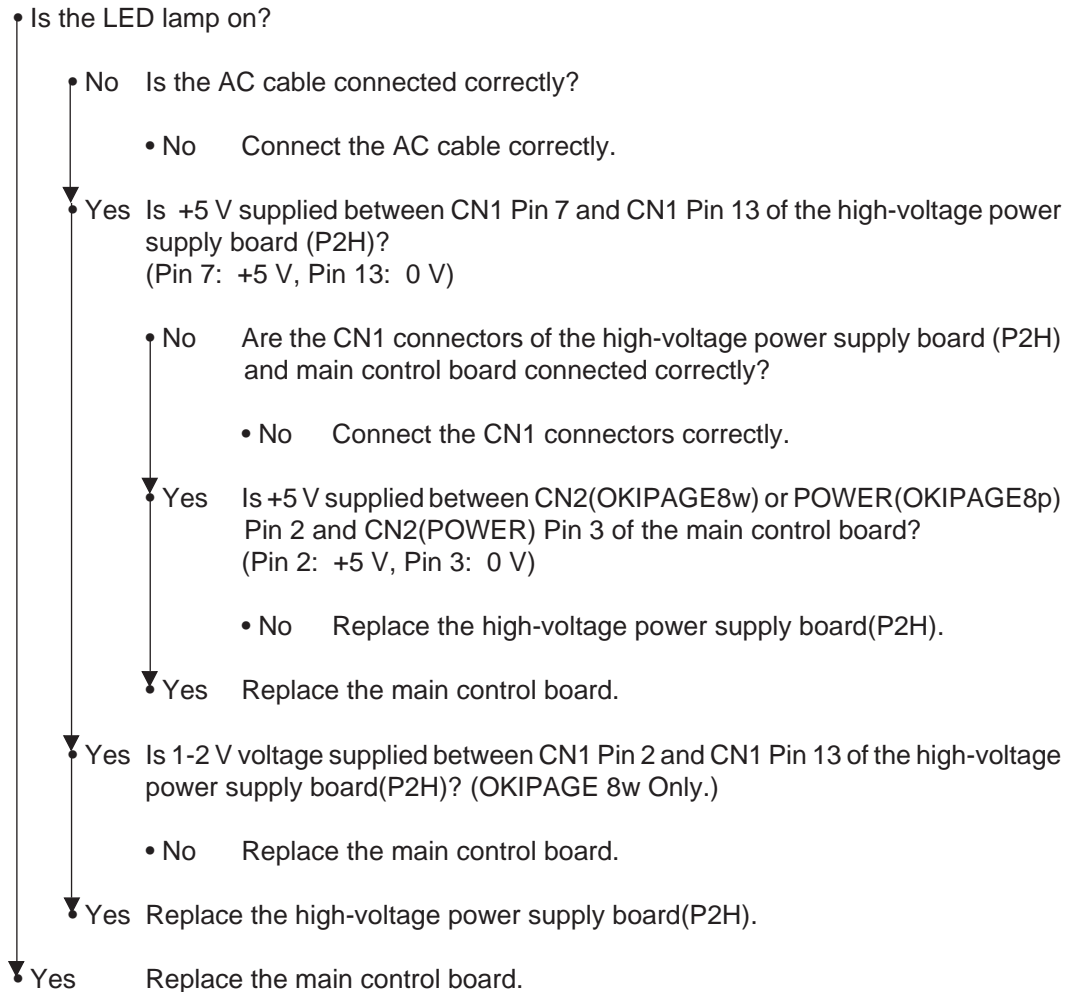 • Is the LED lamp on?
• No Is the AC cable connected correctly?
• No Connect the AC cable correctly.
• Yes Is +5 V supplied between CN1 Pin 7 and CN1 Pin 13 of the high-voltage power
supply board (P2H)?
(Pin 7: +5 V, Pin 13: 0 V)
• No Are the CN1 connectors of the high-voltage power supply board (P2H)
and main control board connected correctly?
• No Connect the CN1 connectors correctly.
• Yes Is +5 V supplied between CN2(OKIPAGE8w) or POWER(OKIPAGE8p)
Pin 2 and CN2(POWER) Pin 3 of the main control board?
(Pin 2: +5 V, Pin 3: 0 V)
• No Replace the high-voltage power supply board(P2H).
• Yes Replace the main control board.
• Yes Is 1-2 V voltage supplied between CN1 Pin 2 and CN1 Pin 13 of the high-voltage
power supply board(P2H)? (OKIPAGE 8w Only.)
• No Replace the main control board.
• Yes Replace the high-voltage power supply board(P2H).
• Yes Replace the main control board.